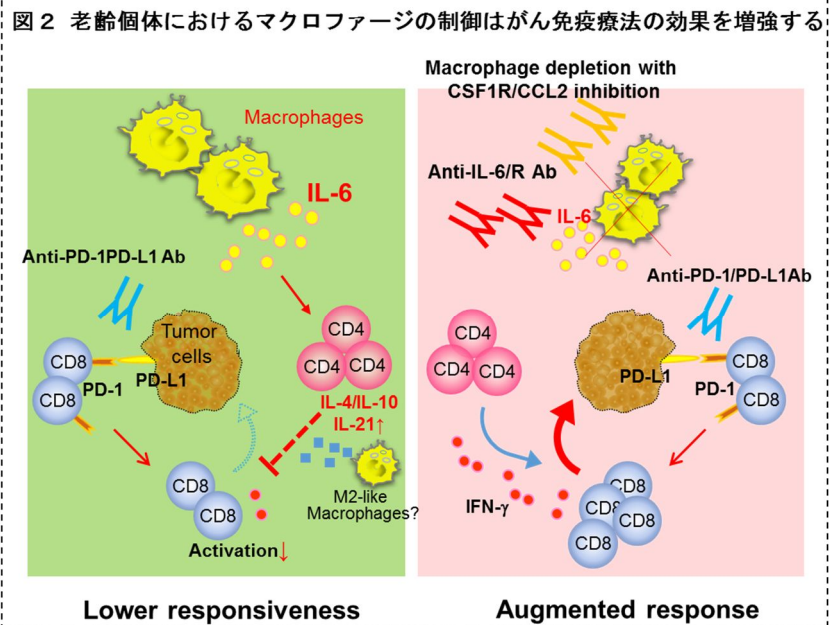 図２ 老齢個体におけるマクロファージの制御はがん免疫療法の効果を増強する
Macrophages
IL-6
Anti-PD-1PD-L1 Ab
Tumor
cells
CD8
CD8
PD-1
PD-L1
CD4
CD4
CD4
IL-4/IL-10
IL-21↑
CD8
CD8
M2-like
Macrophages?
Activation↓
Lower responsiveness
Macrophage depletion with
CSF1R/CCL2 inhibition
Anti-IL-6/R Ab
IL-6
Anti-PD-1/PD-L1Ab
CD4
CD4
CD4
PD-L1
PD-1
CD8
CD8
IFN-γ
CD8
CD8
CD8
CD8
Augmented response